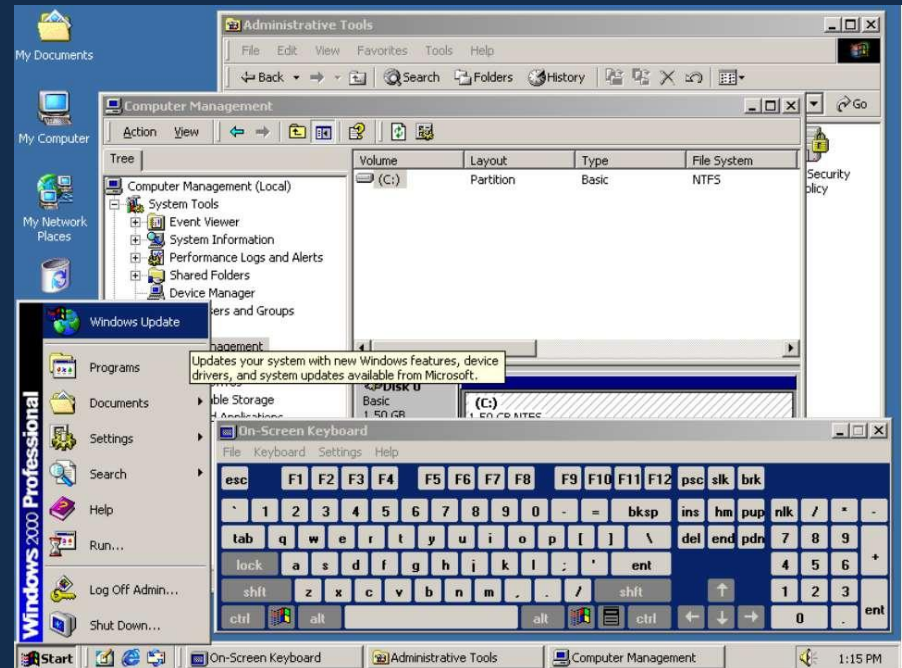 My Documents
My Computer
My Network
Places
Administrative Tools
File Edit View Favorites Tools Help
Back Search Folders History
Go
Security
olicy
Computer Management
Action View
Tree
Computer Management (Local)
System Tools
Event Viewer
System Information
Performance Logs and Alerts
Shared Folders
Device Manager
sers and Groups
nagement
ble Storage
Volume Layout Type File System
(C:) Partition Basic NTFS
Disk 0
Basic
1.50 GB
(C:)
1.50 GB NTFS
Windows 2000 Professional
Windows Update
Programs
Documents
Settings
Search
Help
Run...
Log Off Admin...
Shut Down...
Updates your system with new Windows features, device
drivers, and system updates available from Microsoft.
On-Screen Keyboard
File Keyboard Settings Help
esc F1 F2 F3 F4 F5 F6 F7 F8 F9 F10 F11 F12 psc slk brk
` 1 2 3 4 5 6 7 8 9 0 - = bksp ins hm pup nlk / * -
tab q w e r t y u i o p [ ] \ del end pdn 7 8 9 +
lock a s d f g h j k l ; ' ent 4 5 6
shft z x c v b n m , . / shft ↑ 1 2 3 ent
ctrl alt alt ctrl ← ↓ → 0 .
Start On-Screen Keyboard Administrative Tools Computer Management 1:15 PM